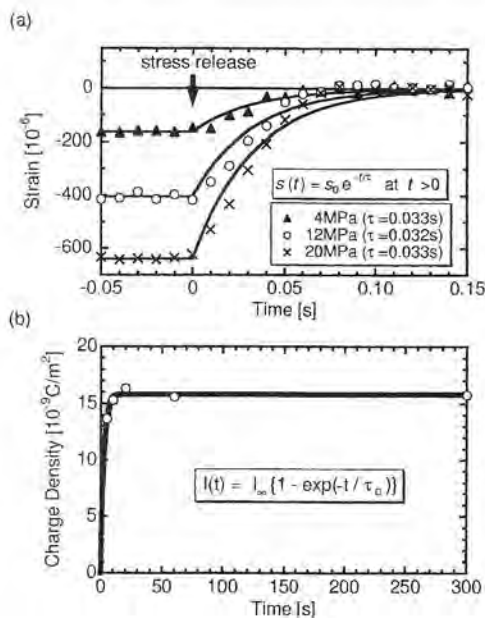 (a)
stress release
0
-200
-400
-600
Strain [10⁻⁶]
s(t) = s₀ e^{-t/τ} at t >0
▲ 4MPa (τ=0.033s)
○ 12MPa (τ=0.032s)
× 20MPa (τ=0.033s)
-0.05 0 0.05 0.10 0.15
Time [s]
(b)
20
15
10
5
0
Charge Density [10⁻⁹C/m²]
I(t) = I∞ {1 - exp(-t / τ₀)}
0 50 100 150 200 250 300
Time [s]